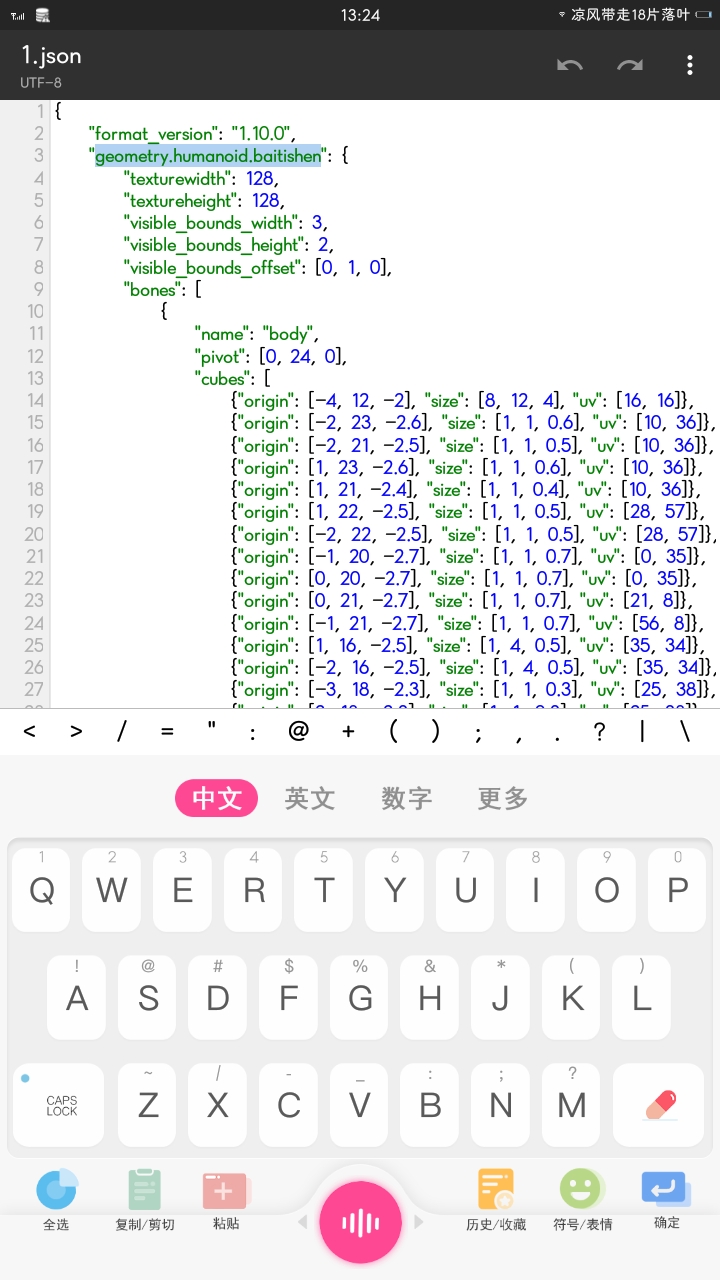 13:24 凉风带走18片落叶
1.json
UTF-8
1 {
2 "format_version": "1.10.0",
3 "geometry.humanoid.baitishen": {
4 "texturewidth": 128,
5 "textureheight": 128,
6 "visible_bounds_width": 3,
7 "visible_bounds_height": 2,
8 "visible_bounds_offset": [0, 1, 0],
9 "bones": [
10 {
11 "name": "body",
12 "pivot": [0, 24, 0],
13 "cubes": [
14 {"origin": [-4, 12, -2], "size": [8, 12, 4], "uv": [16, 16]},
15 {"origin": [-2, 23, -2.6], "size": [1, 1, 0.6], "uv": [10, 36]},
16 {"origin": [-2, 21, -2.5], "size": [1, 1, 0.5], "uv": [10, 36]},
17 {"origin": [1, 23, -2.6], "size": [1, 1, 0.6], "uv": [10, 36]},
18 {"origin": [1, 21, -2.4], "size": [1, 1, 0.4], "uv": [10, 36]},
19 {"origin": [1, 22, -2.5], "size": [1, 1, 0.5], "uv": [28, 57]},
20 {"origin": [-2, 22, -2.5], "size": [1, 1, 0.5], "uv": [28, 57]},
21 {"origin": [-1, 20, -2.7], "size": [1, 1, 0.7], "uv": [0, 35]},
22 {"origin": [0, 20, -2.7], "size": [1, 1, 0.7], "uv": [0, 35]},
23 {"origin": [0, 21, -2.7], "size": [1, 1, 0.7], "uv": [21, 8]},
24 {"origin": [-1, 21, -2.7], "size": [1, 1, 0.7], "uv": [56, 8]},
25 {"origin": [1, 16, -2.5], "size": [1, 4, 0.5], "uv": [35, 34]},
26 {"origin": [-2, 16, -2.5], "size": [1, 4, 0.5], "uv": [35, 34]},
27 {"origin": [-3, 18, -2.3], "size": [1, 1, 0.3], "uv": [25, 38]},
< > / = " : @ + ( ) ; , . ? | \
中文 英文 数字 更多
1 2 3 4 5 6 7 8 9 0
Q W E R T Y U I O P
! @ # $ % & * ( )
A S D F G H J K L
~ / - _ : ; ?
CAPS LOCK Z X C V B N M
全选 复制/剪切 粘贴 历史/收藏 符号/表情 确定